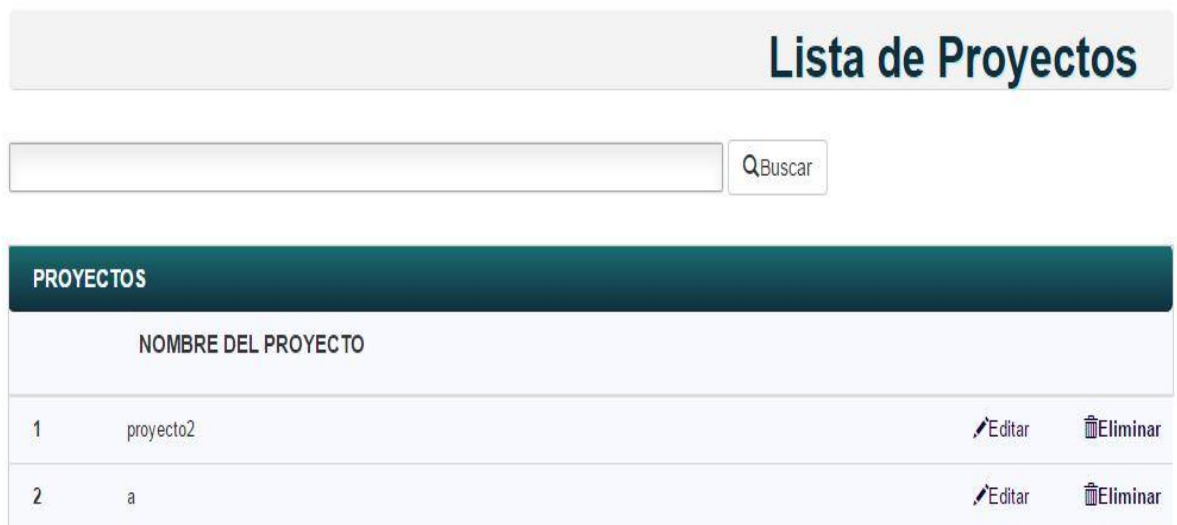 Lista de Proyectos
Buscar
PROYECTOS
NOMBRE DEL PROYECTO
1 proyecto2 Editar Eliminar
2 a Editar Eliminar